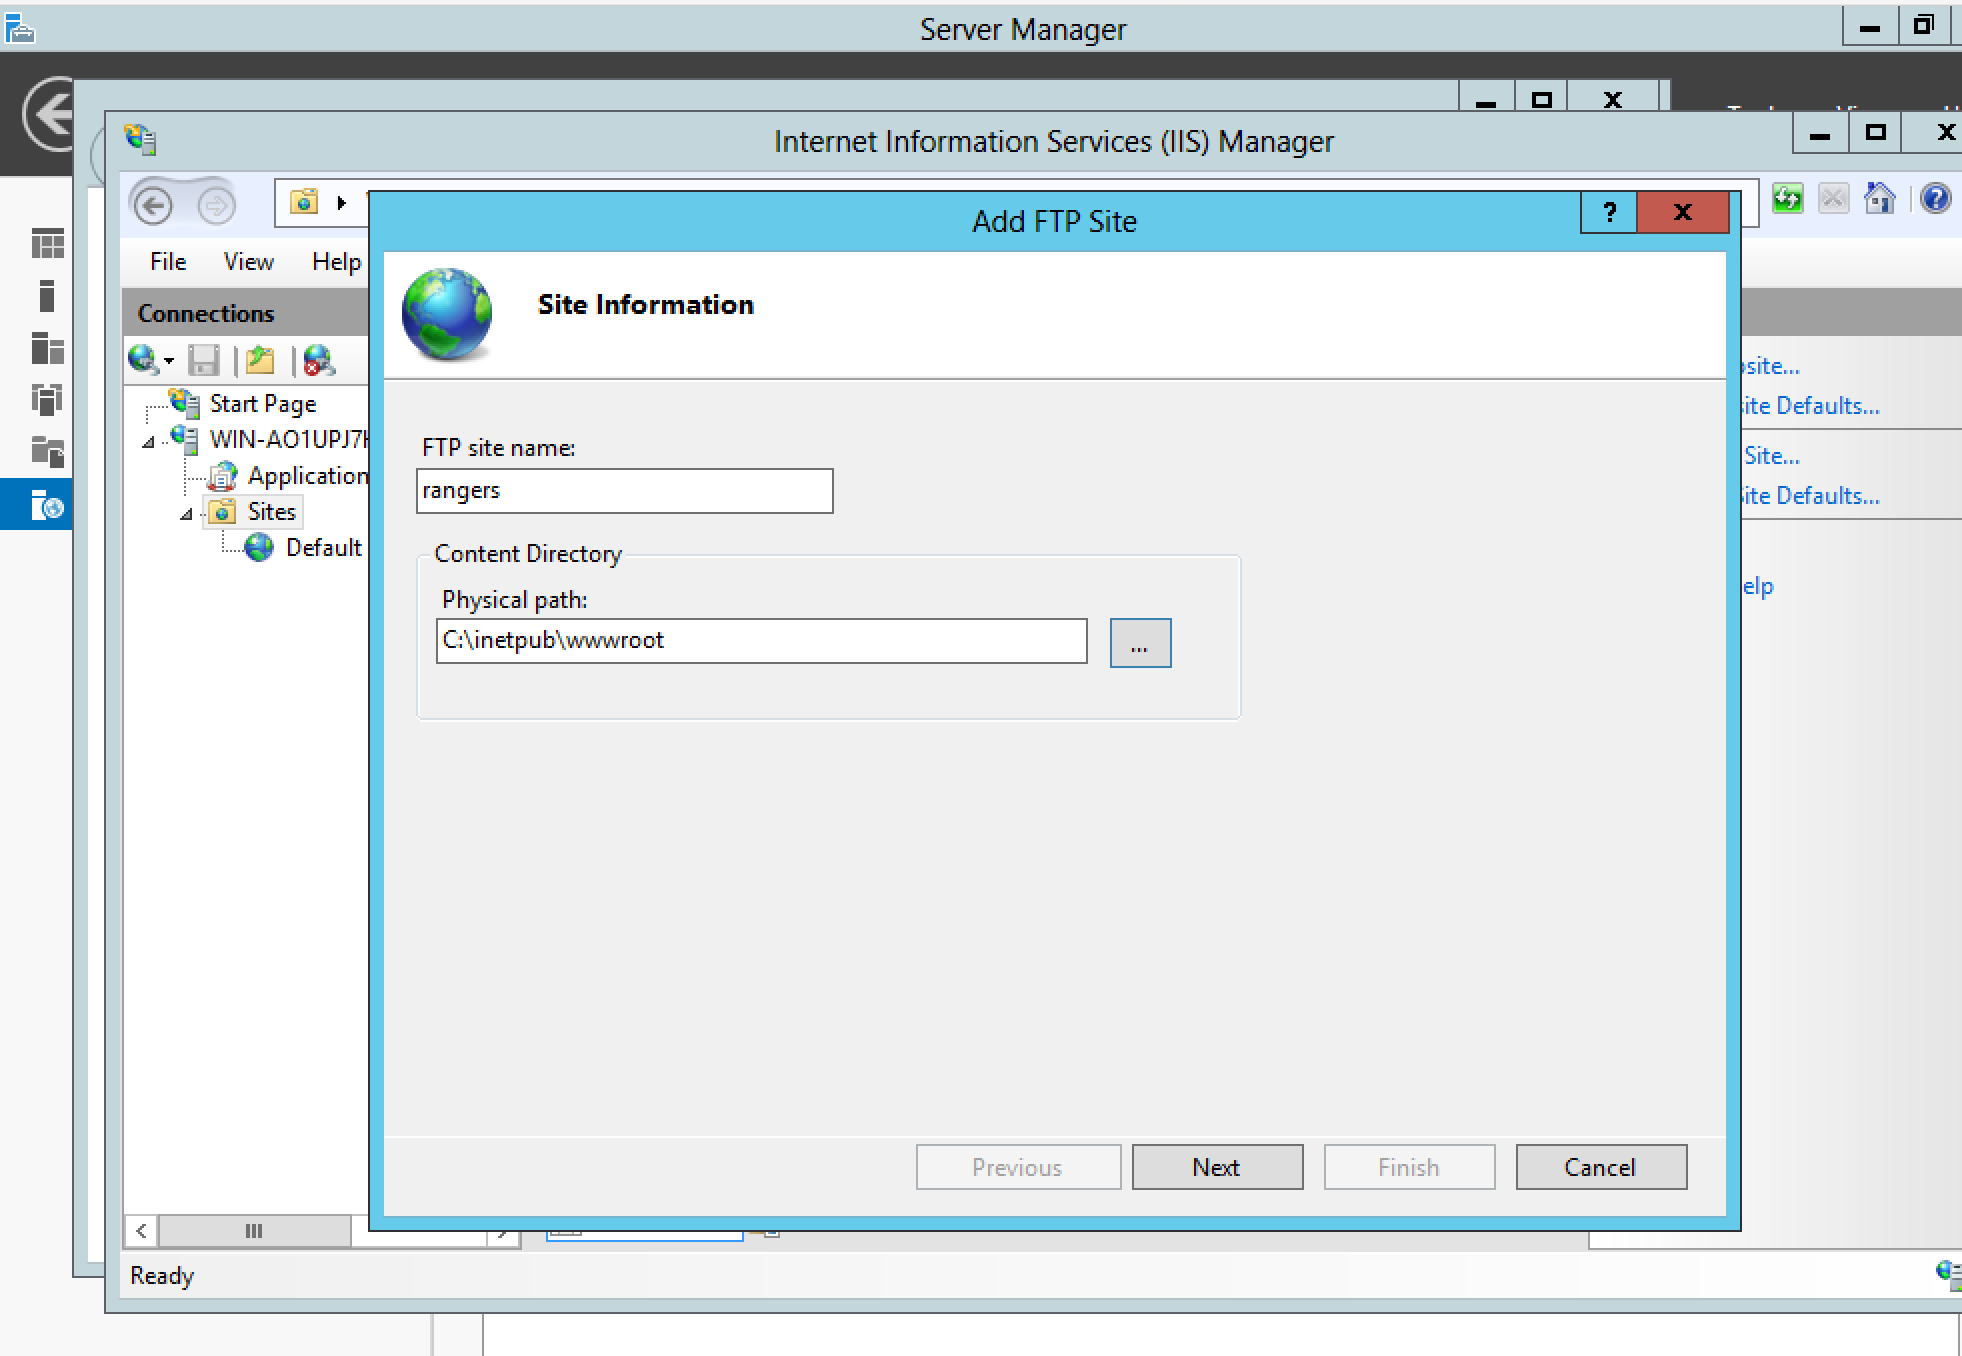 Server Manager
Internet Information Services (IIS) Manager
Add FTP Site
?
X
File View Help
Connections
Site Information
Start Page
WIN-AO1UPJ7
Application
Sites
Default
FTP site name:
rangers
Content Directory
Physical path:
C:\inetpub\wwwroot
...
site...
ite Defaults...
Site...
ite Defaults...
elp
Previous
Next
Finish
Cancel
Ready